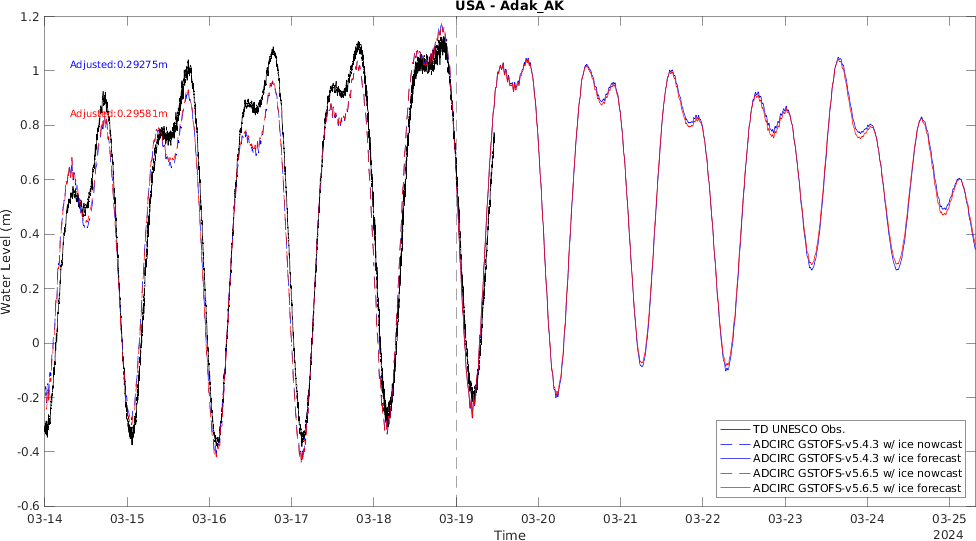 USA - Adak_AK
1.2
1
0.8
0.6
0.4
0.2
0
-0.2
-0.4
-0.6
Water Level (m)
Adjusted:0.29275m
Adjusted:0.29581m
TD UNESCO Obs.
ADCIRC GSTOFS-v5.4.3 w/ ice nowcast
ADCIRC GSTOFS-v5.4.3 w/ ice forecast
ADCIRC GSTOFS-v5.6.5 w/ ice nowcast
ADCIRC GSTOFS-v5.6.5 w/ ice forecast
03-14 03-15 03-16 03-17 03-18 03-19 03-20 03-21 03-22 03-23 03-24 03-25
Time
2024